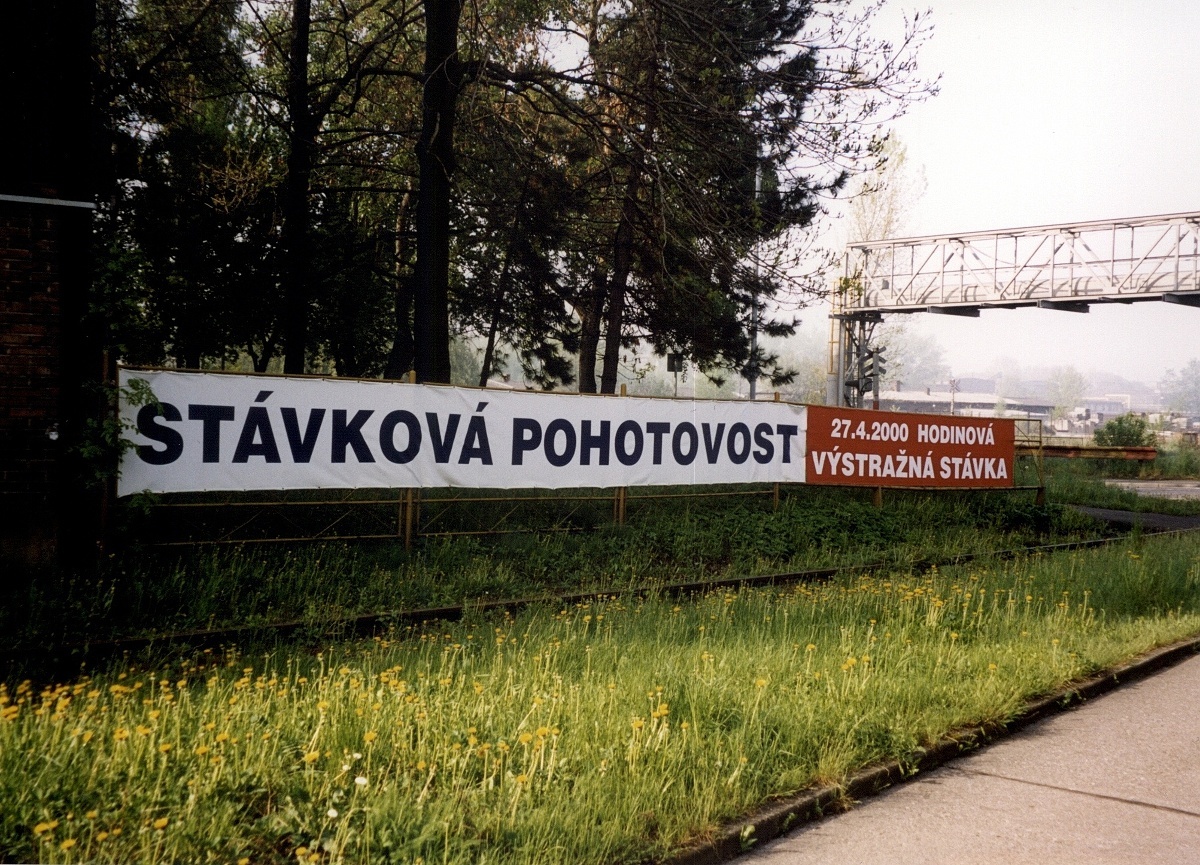 STÁVKOVÁ POHOTOVOST
27.4.2000 HODINOVÁ
VÝSTRAŽNÁ STÁVKA